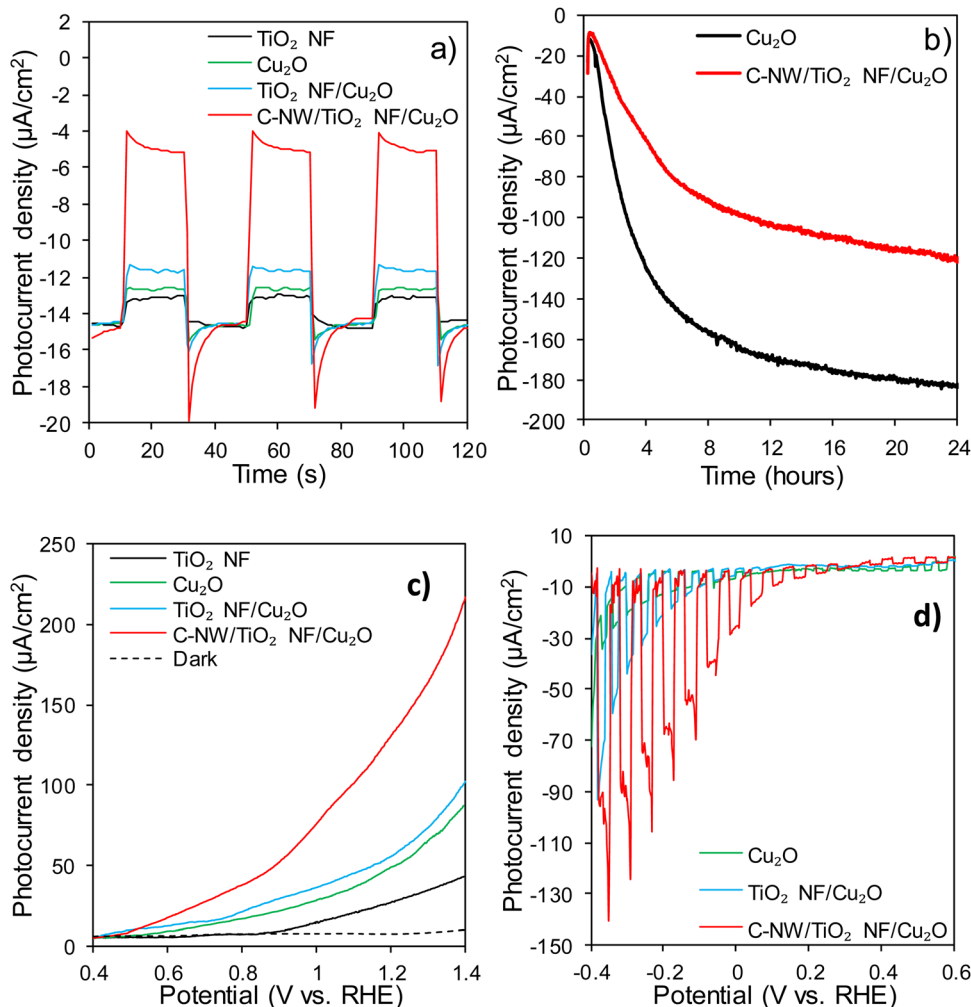 a)
TiO₂ NF
Cu₂O
TiO₂ NF/Cu₂O
C-NW/TiO₂ NF/Cu₂O
Photocurrent density (µA/cm²)
2
0
-2
-4
-6
-8
-10
-12
-14
-16
-18
-20
0 20 40 60 80 100 120
Time (s)
b)
Cu₂O
C-NW/TiO₂ NF/Cu₂O
Photocurrent density (µA/cm²)
0
-20
-40
-60
-80
-100
-120
-140
-160
-180
-200
0 4 8 12 16 20 24
Time (hours)
c)
TiO₂ NF
Cu₂O
TiO₂ NF/Cu₂O
C-NW/TiO₂ NF/Cu₂O
Dark
Photocurrent density (µA/cm²)
250
200
150
100
50
0
0.4 0.6 0.8 1 1.2 1.4
Potential (V vs. RHE)
d)
Photocurrent density (µA/cm²)
10
-10
-30
-50
-70
-90
-110
-130
-150
Cu₂O
TiO₂ NF/Cu₂O
C-NW/TiO₂ NF/Cu₂O
-0.4 -0.2 0 0.2 0.4 0.6
Potential (V vs. RHE)